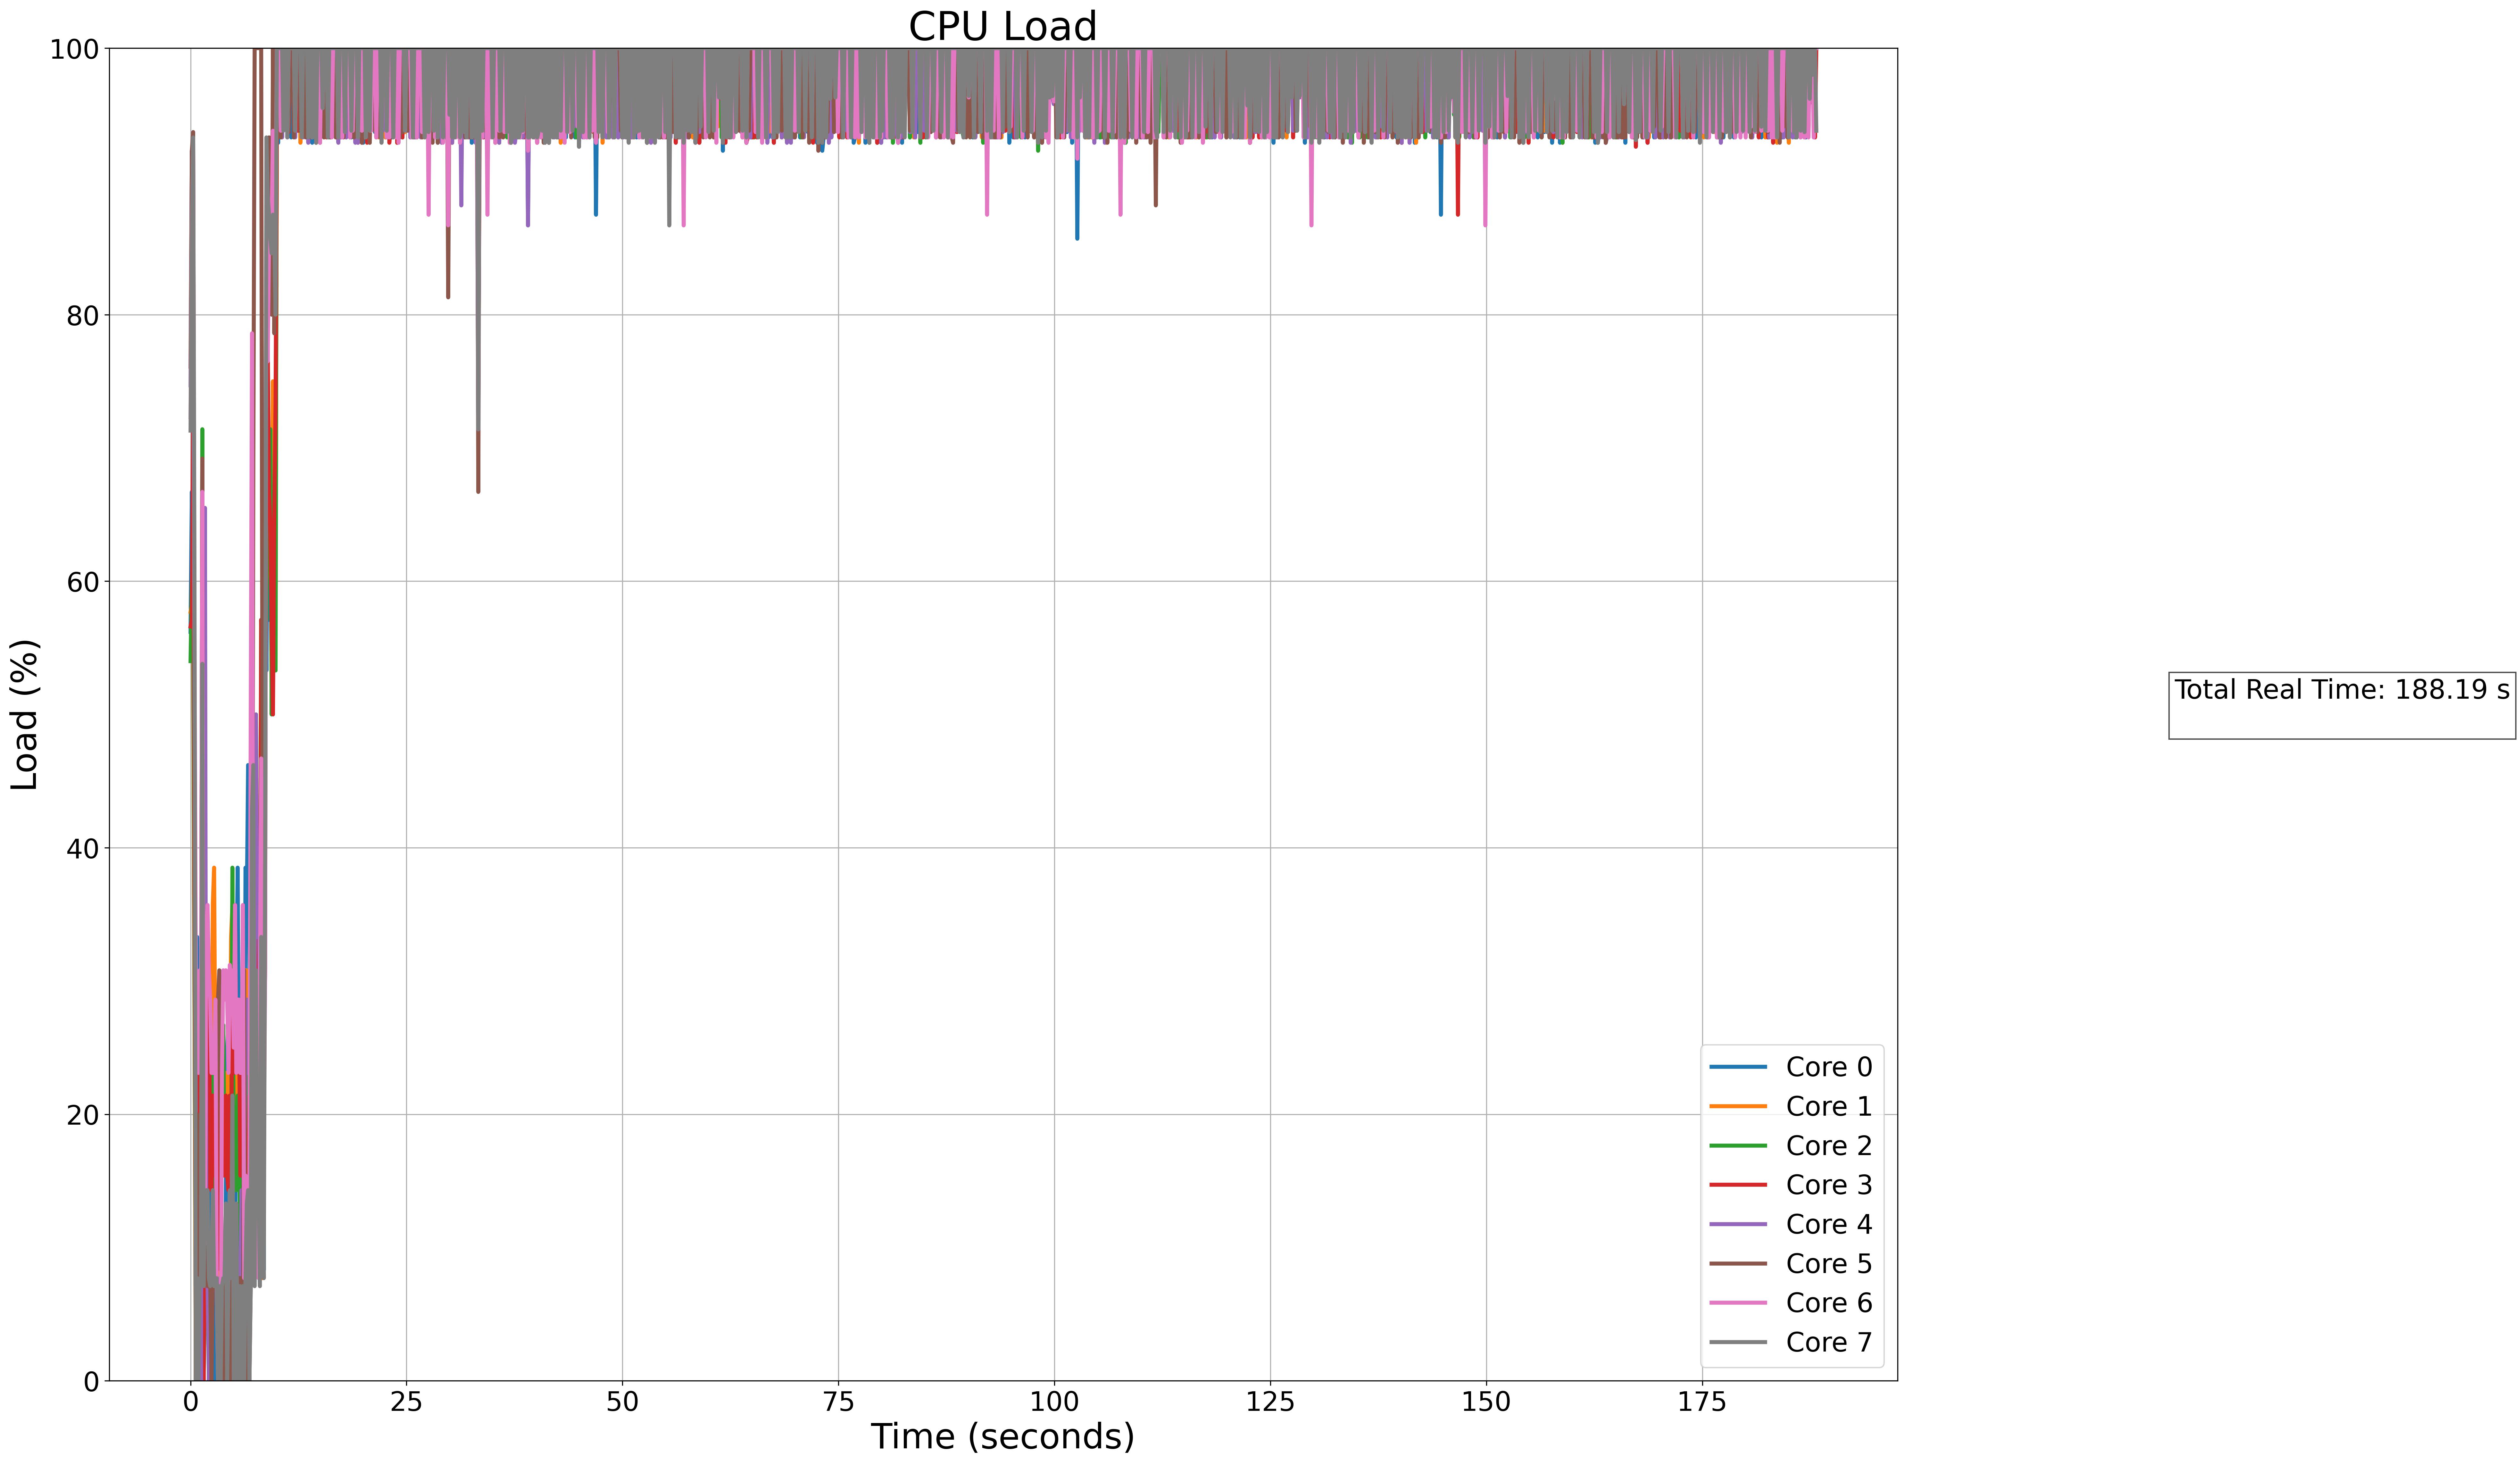 CPU Load
100
80
60
40
20
0
Load (%)
0 25 50 75 100 125 150 175
Time (seconds)
Core 0
Core 1
Core 2
Core 3
Core 4
Core 5
Core 6
Core 7
Total Real Time: 188.19 s